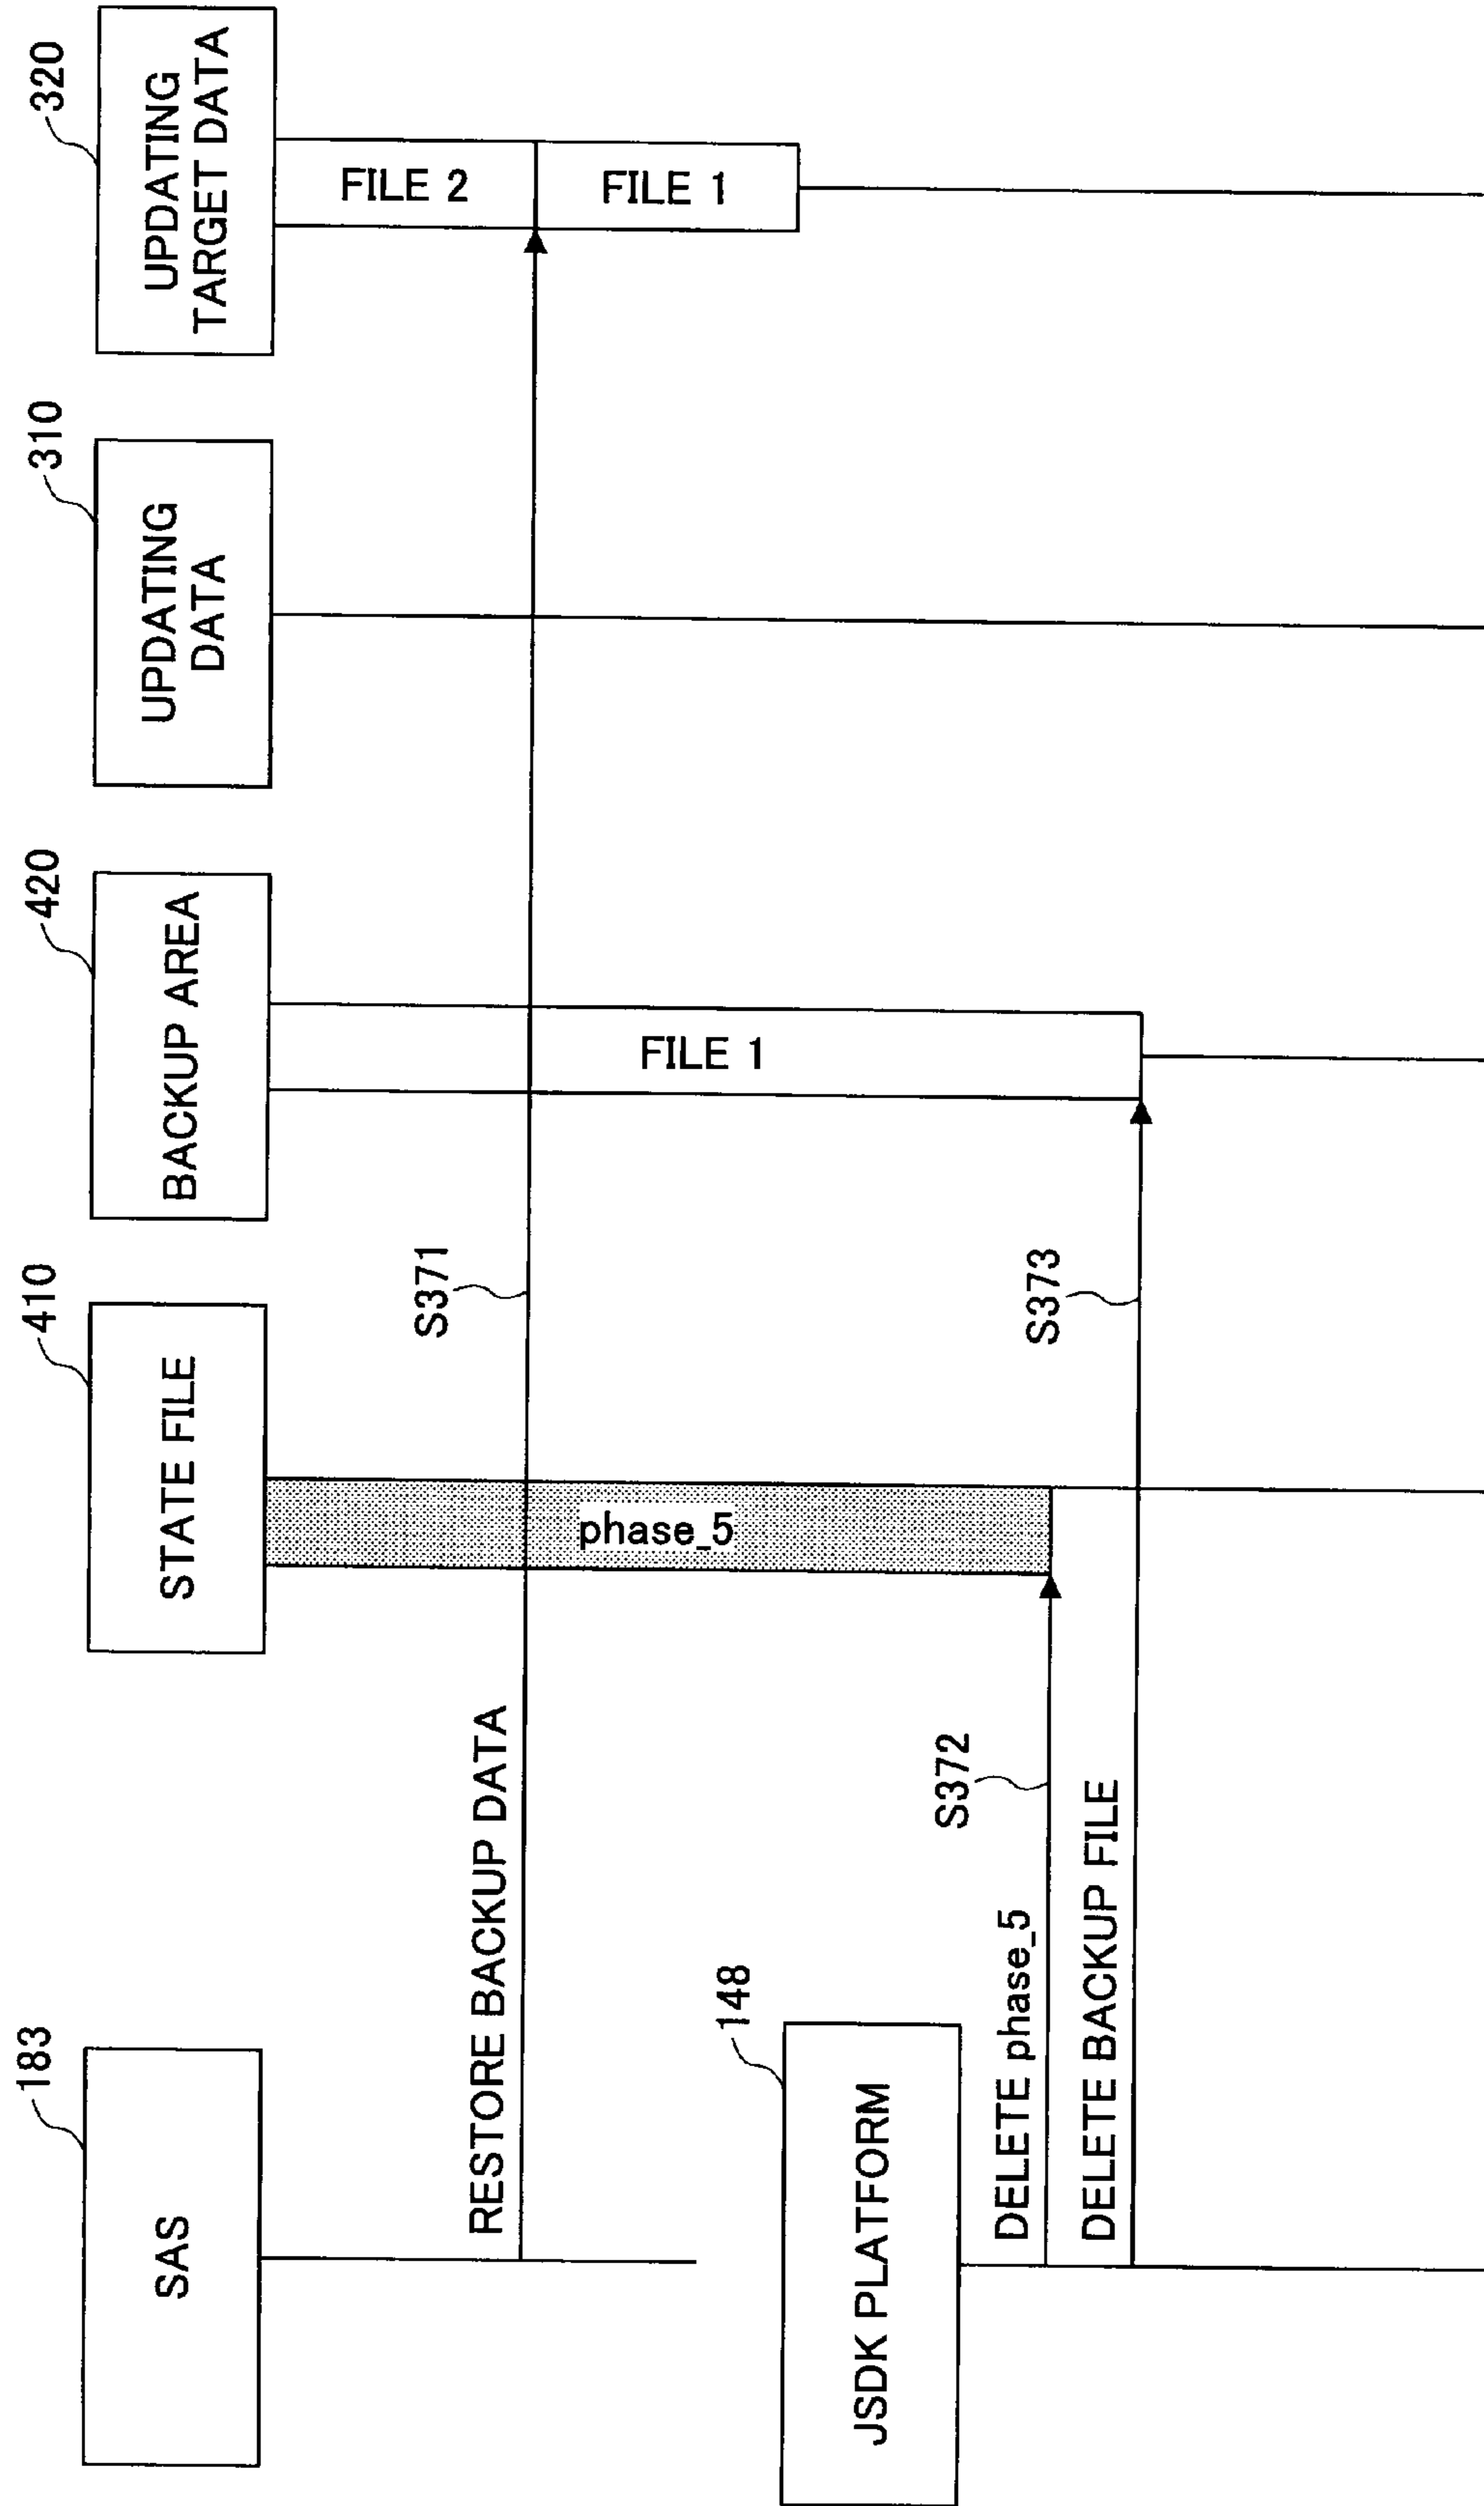 183
SAS
410
STATE FILE
420
BACKUP AREA
310
UPDATING
DATA
320
UPDATING
TARGET DATA
FILE 2
S371
RESTORE BACKUP DATA
phase_5
FILE 1
FILE 1
148
JSDK PLATFORM
S372
DELETE phase_5
S373
DELETE BACKUP FILE